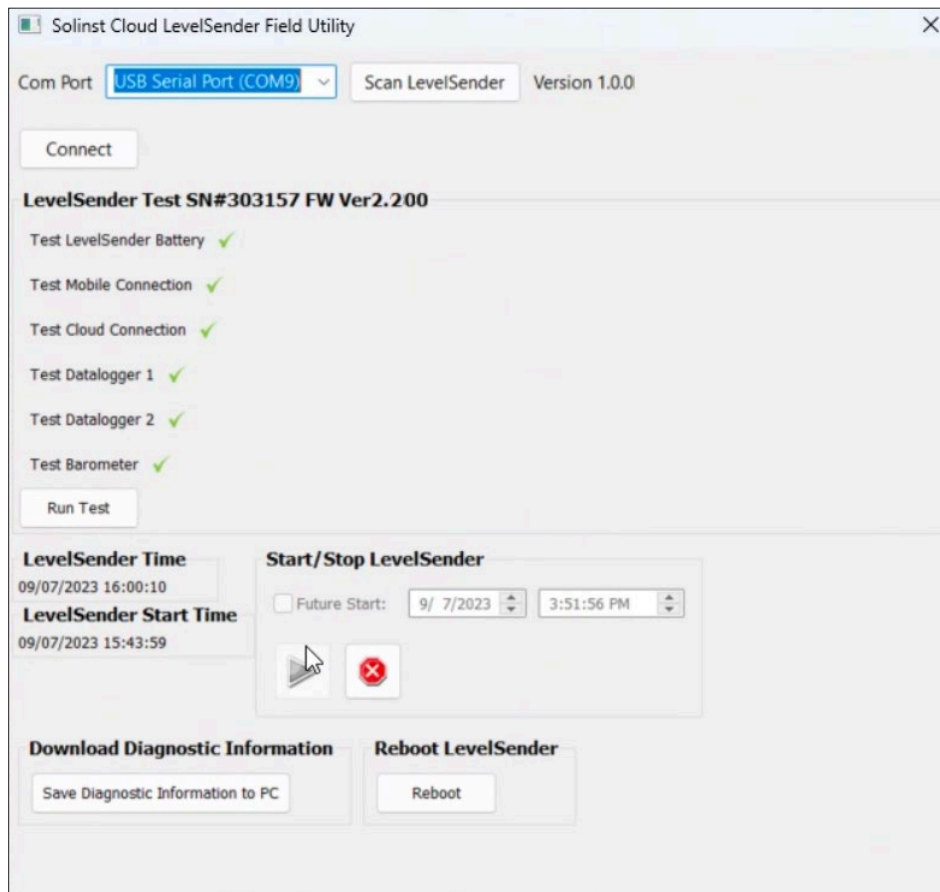 Solinst Cloud LevelSender Field Utility
Com Port USB Serial Port (COM9) Scan LevelSender Version 1.0.0
Connect
LevelSender Test SN#303157 FW Ver2.200
Test LevelSender Battery
Test Mobile Connection
Test Cloud Connection
Test Datalogger 1
Test Datalogger 2
Test Barometer
Run Test
LevelSender Time
09/07/2023 16:00:10
LevelSender Start Time
09/07/2023 15:43:59
Start/Stop LevelSender
Future Start: 9/ 7/2023 3:51:56 PM
Download Diagnostic Information
Save Diagnostic Information to PC
Reboot LevelSender
Reboot